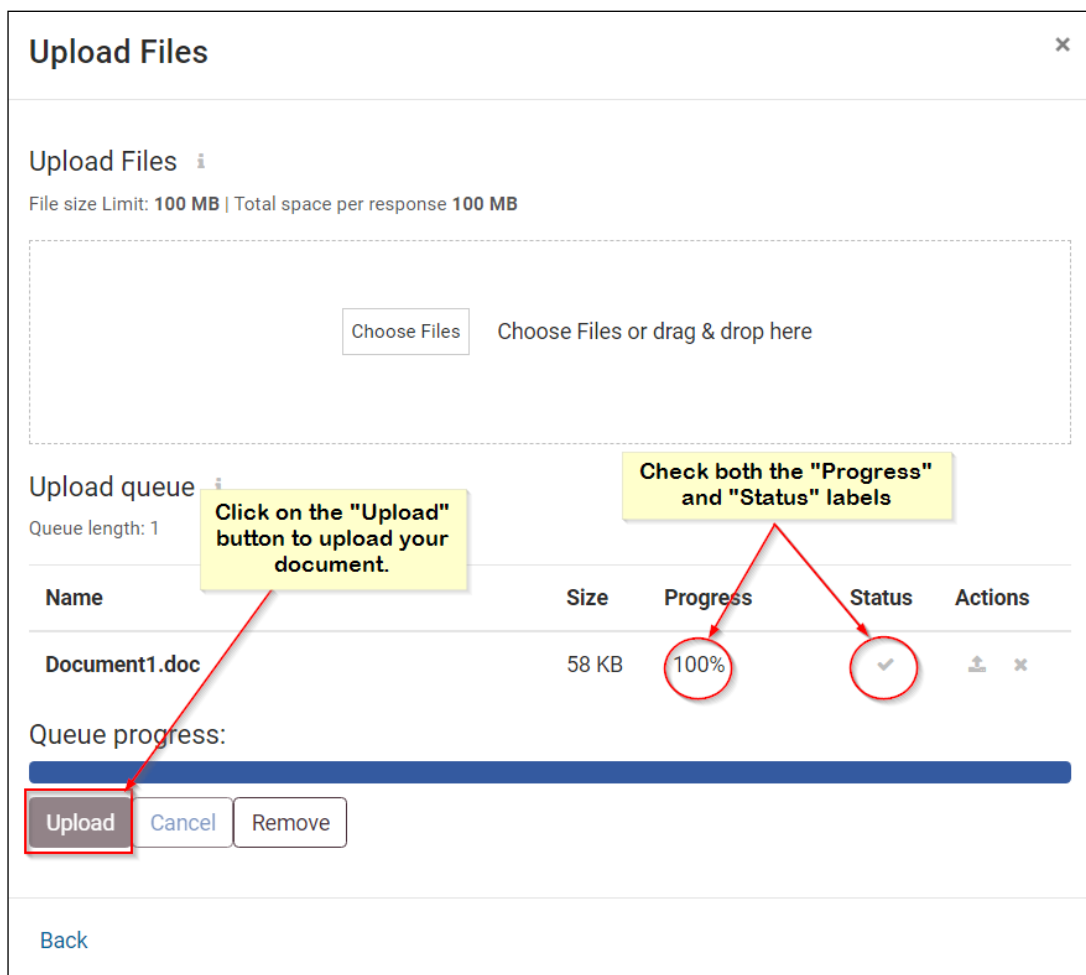 Upload Files ×
Upload Files i
File size Limit: 100 MB | Total space per response 100 MB
Choose Files Choose Files or drag & drop here
Check both the "Progress"
and "Status" labels
Upload queue i
Queue length: 1
Click on the "Upload"
button to upload your
document.
Name Size Progress Status Actions
Document1.doc 58 KB 100%
Queue progress:
Upload Cancel Remove
Back